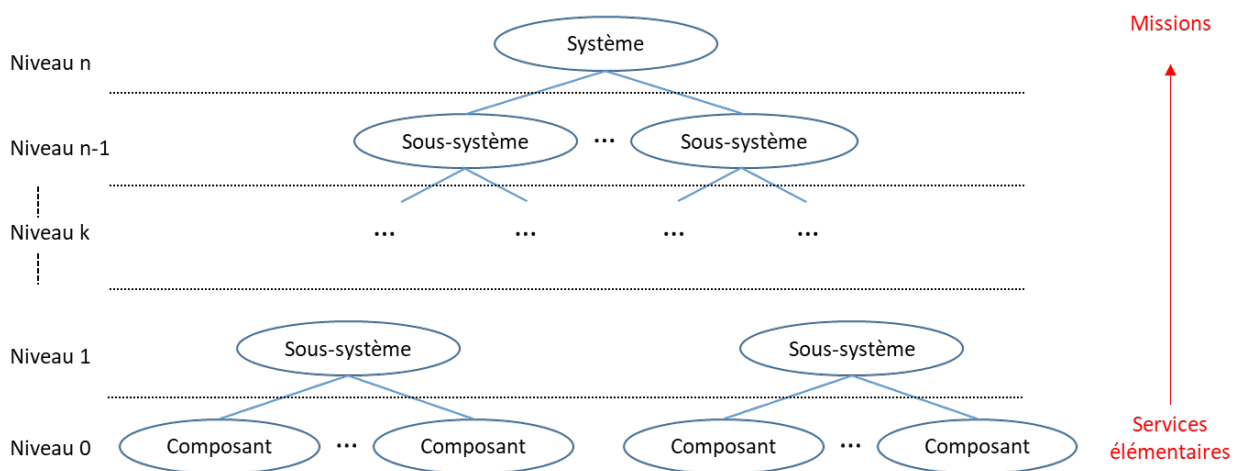 Missions
Système
Niveau n
Sous-système ... Sous-système
Niveau n-1
Niveau k
... ... ... ...
Sous-système Sous-système
Niveau 1
Services
élémentaires
Niveau 0
Composant ... Composant Composant ... Composant